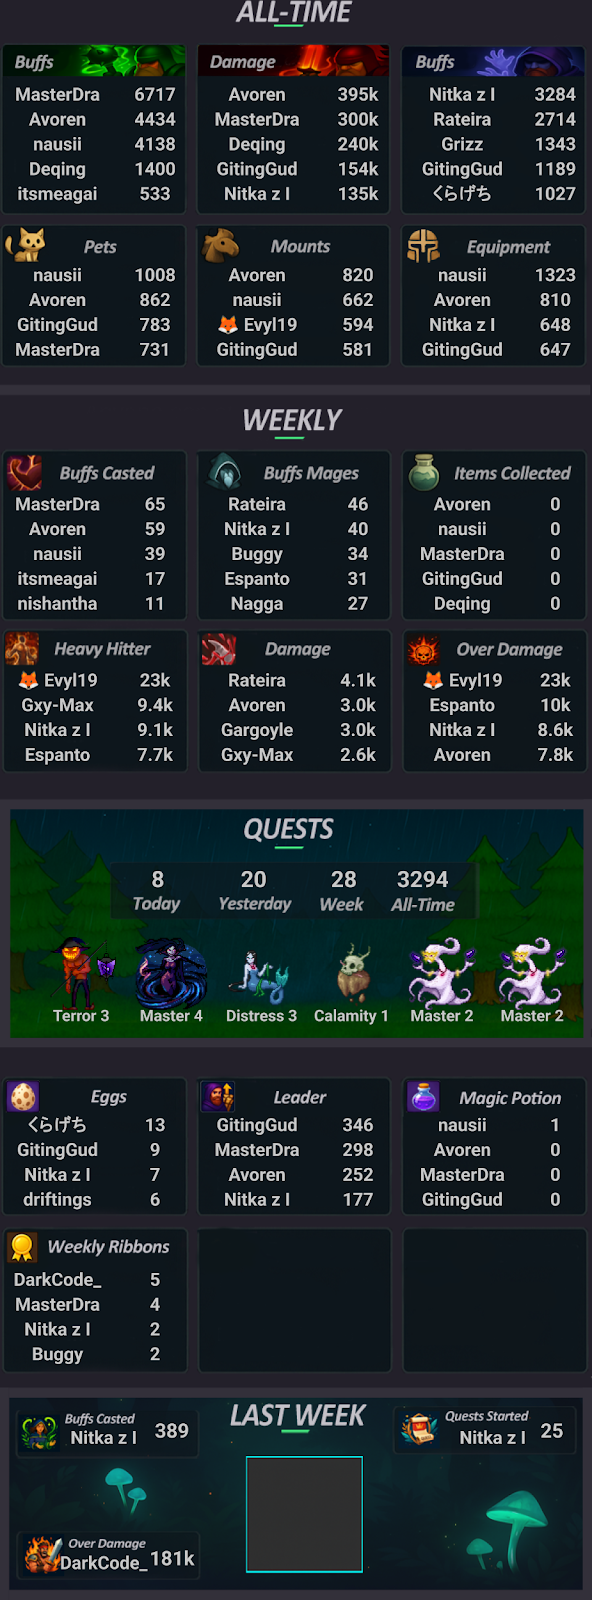 ALL-TIME
Buffs
MasterDra 6717
Avoren 4434
nausii 4138
Deqing 1400
itsmeagai 533
Damage
Avoren 395k
MasterDra 300k
Deqing 240k
GitingGud 154k
Nitka z l 135k
Buffs
Nitka z l 3284
Rateira 2714
Grizz 1343
GitingGud 1189
くらげち 1027
Pets
nausii 1008
Avoren 862
GitingGud 783
MasterDra 731
Mounts
Avoren 820
nausii 662
🦊 Evyl19 594
GitingGud 581
Equipment
nausii 1323
Avoren 810
Nitka z l 648
GitingGud 647
WEEKLY
Buffs Casted
MasterDra 65
Avoren 59
nausii 39
itsmeagai 17
nishantha 11
Buffs Mages
Rateira 46
Nitka z l 40
Buggy 34
Espanto 31
Nagga 27
Items Collected
Avoren 0
nausii 0
MasterDra 0
GitingGud 0
Deqing 0
Heavy Hitter
🦊 Evyl19 23k
Gxy-Max 9.4k
Nitka z l 9.1k
Espanto 7.7k
Damage
Rateira 4.1k
Avoren 3.0k
Gargoyle 3.0k
Gxy-Max 2.6k
Over Damage
🦊 Evyl19 23k
Espanto 10k
Nitka z l 8.6k
Avoren 7.8k
QUESTS
8 20 28 3294
Today Yesterday Week All-Time
Terror 3 Master 4 Distress 3 Calamity 1 Master 2 Master 2
Eggs
くらげち 13
GitingGud 9
Nitka z l 7
driftings 6
Leader
GitingGud 346
MasterDra 298
Avoren 252
Nitka z l 177
Magic Potion
nausii 1
Avoren 0
MasterDra 0
GitingGud 0
Weekly Ribbons
DarkCode_ 5
MasterDra 4
Nitka z l 2
Buggy 2
LAST WEEK
Buffs Casted
Nitka z l 389
Quests Started
Nitka z l 25
Over Damage
DarkCode_ 181k